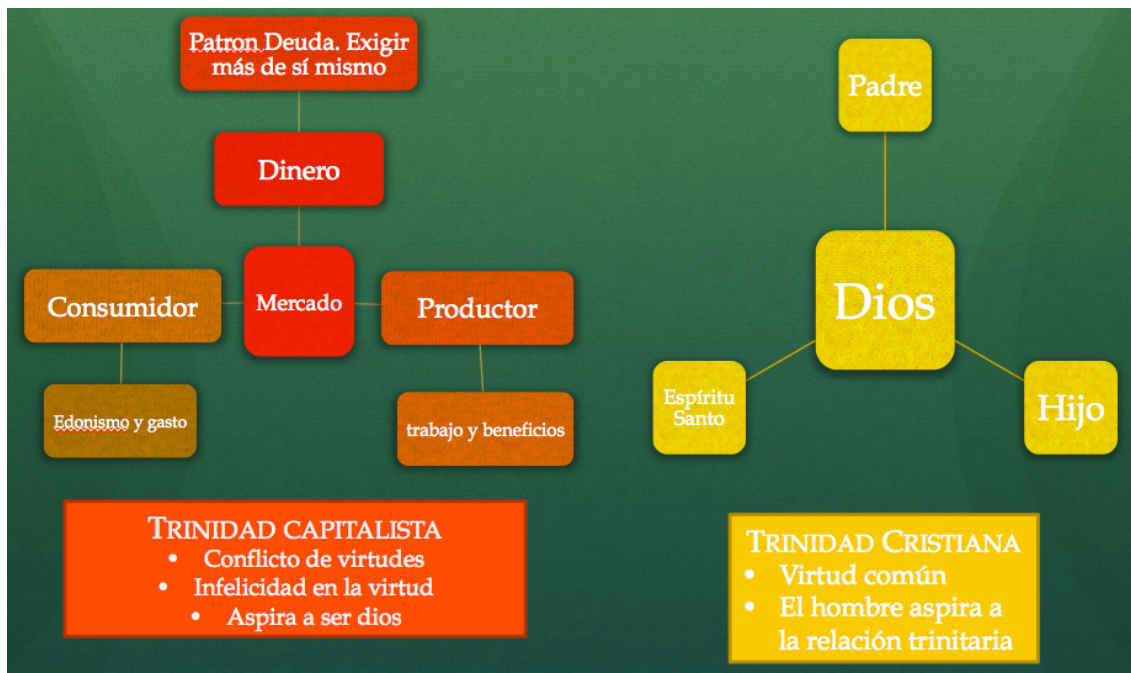 Patron Deuda. Exigir
más de sí mismo
Dinero
Consumidor
Mercado
Productor
Edonismo y gasto
trabajo y beneficios
TRINIDAD CAPITALISTA
• Conflicto de virtudes
• Infelicidad en la virtud
• Aspira a ser dios
Padre
Dios
Espíritu
Santo
Hijo
TRINIDAD CRISTIANA
• Virtud común
• El hombre aspira a
la relación trinitaria